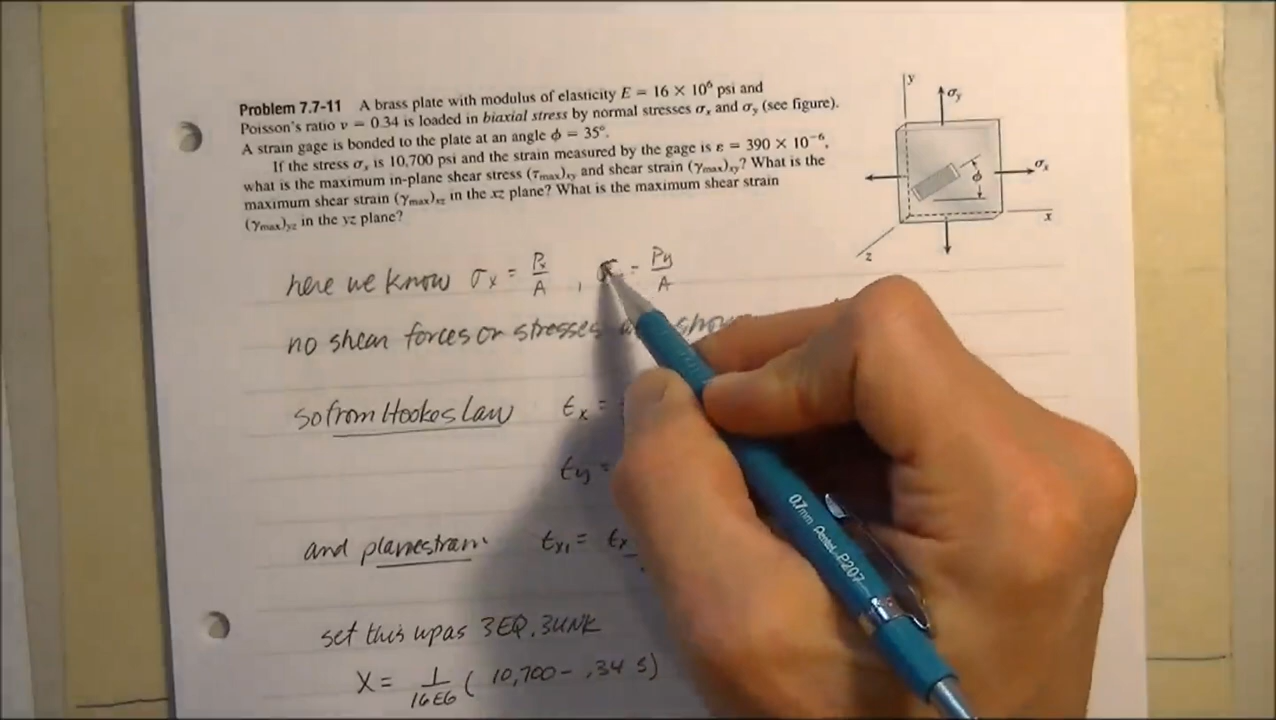 Problem 7.7-11 A brass plate with modulus of elasticity E = 16 × 10⁶ psi and
Poisson's ratio ν = 0.34 is loaded in biaxial stress by normal stresses σx and σy (see figure).
A strain gage is bonded to the plate at an angle ϕ = 35°.
If the stress σx is 10,700 psi and the strain measured by the gage is ε = 390 × 10⁻⁶,
what is the maximum in-plane shear stress (τmax)xy and shear strain (γmax)xy? What is the
maximum shear strain (γmax)xz in the xz plane? What is the maximum shear strain
(γmax)yz in the yz plane?
y
σy
σx
ϕ
x
z
here we know σx = Px/A , σ = Py/A
no shear forces or stresses
so from Hookes Law εx =
εy =
and planestrain εx1 = εx
set this up as 3EQ. 3UNK
X = 1/16E6 ( 10,700 - .34 S)
0.7mm Pentel P207